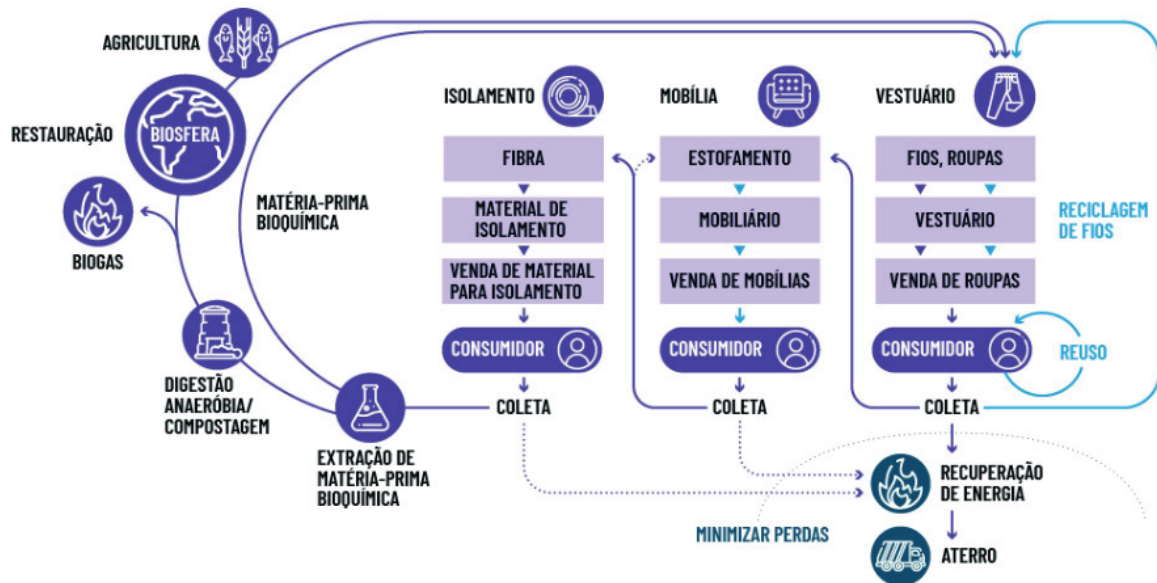 AGRICULTURA
RESTAURAÇÃO
BIOSFERA
BIOGAS
MATÉRIA-PRIMA
BIOQUÍMICA
DIGESTÃO
ANAERÓBIA/
COMPOSTAGEM
EXTRAÇÃO DE
MATÉRIA-PRIMA
BIOQUÍMICA
ISOLAMENTO
FIBRA
MATERIAL DE
ISOLAMENTO
VENDA DE MATERIAL
PARA ISOLAMENTO
CONSUMIDOR
COLETA
MOBÍLIA
ESTOFAMENTO
MOBILIÁRIO
VENDA DE MOBÍLIAS
CONSUMIDOR
COLETA
VESTUÁRIO
FIOS, ROUPAS
VESTUÁRIO
VENDA DE ROUPAS
CONSUMIDOR
COLETA
RECICLAGEM
DE FIOS
REUSO
RECUPERAÇÃO
DE ENERGIA
MINIMIZAR PERDAS
ATERRO